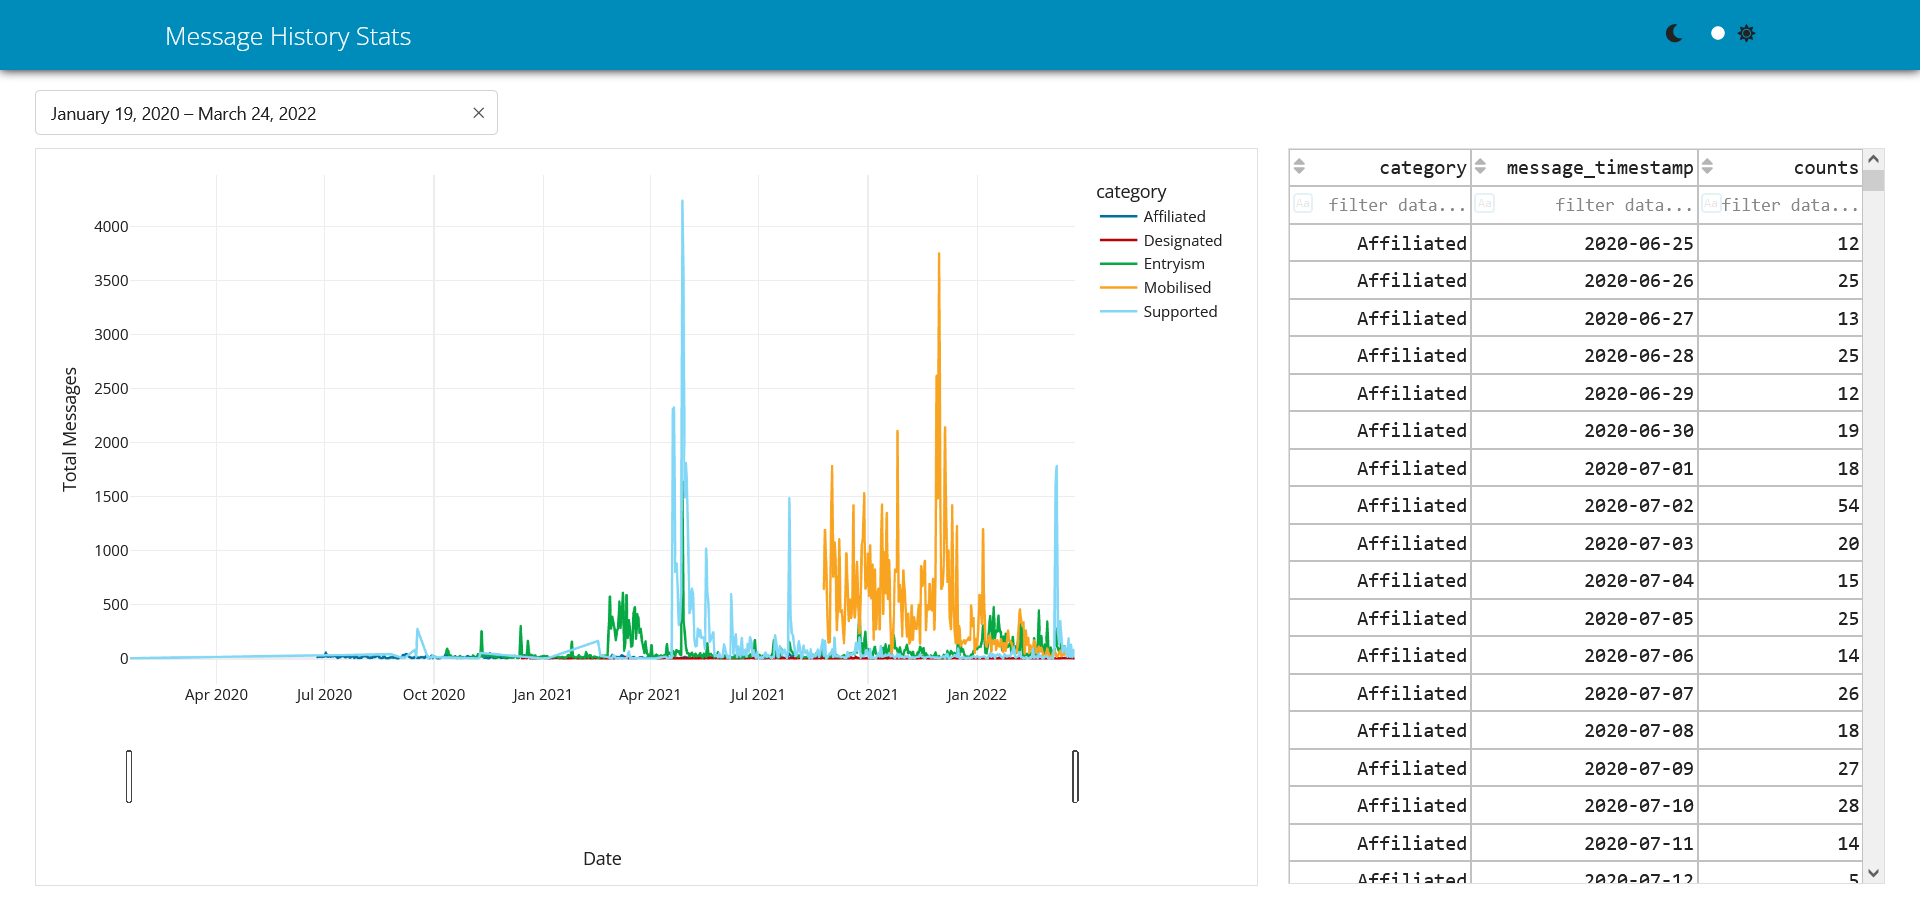 Message History Stats
January 19, 2020 – March 24, 2022
×
category
Affiliated
Designated
Entryism
Mobilised
Supported
Total Messages
4000
3500
3000
2500
2000
1500
1000
500
0
Apr 2020 Jul 2020 Oct 2020 Jan 2021 Apr 2021 Jul 2021 Oct 2021 Jan 2022
Date
category message_timestamp counts
Aa filter data... Aa filter data... Aa filter data...
Affiliated 2020-06-25 12
Affiliated 2020-06-26 25
Affiliated 2020-06-27 13
Affiliated 2020-06-28 25
Affiliated 2020-06-29 12
Affiliated 2020-06-30 19
Affiliated 2020-07-01 18
Affiliated 2020-07-02 54
Affiliated 2020-07-03 20
Affiliated 2020-07-04 15
Affiliated 2020-07-05 25
Affiliated 2020-07-06 14
Affiliated 2020-07-07 26
Affiliated 2020-07-08 18
Affiliated 2020-07-09 27
Affiliated 2020-07-10 28
Affiliated 2020-07-11 14
Affiliated 2020-07-12 5